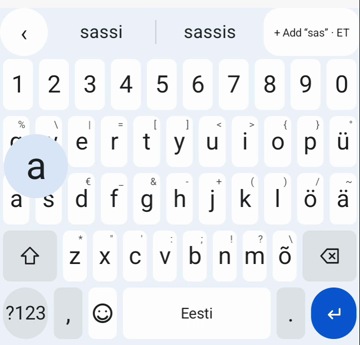 ‹ sassi sassis + Add “sas” · ET
1 2 3 4 5 6 7 8 9 0
% \ | = [ ] < > { } °
e r t y u i o p ü
a
€ _ & - + ( ) / ~
a s d f g h j k l ö ä
* " ' : ; ! ? \
z x c v b n m õ
?123 , Eesti .